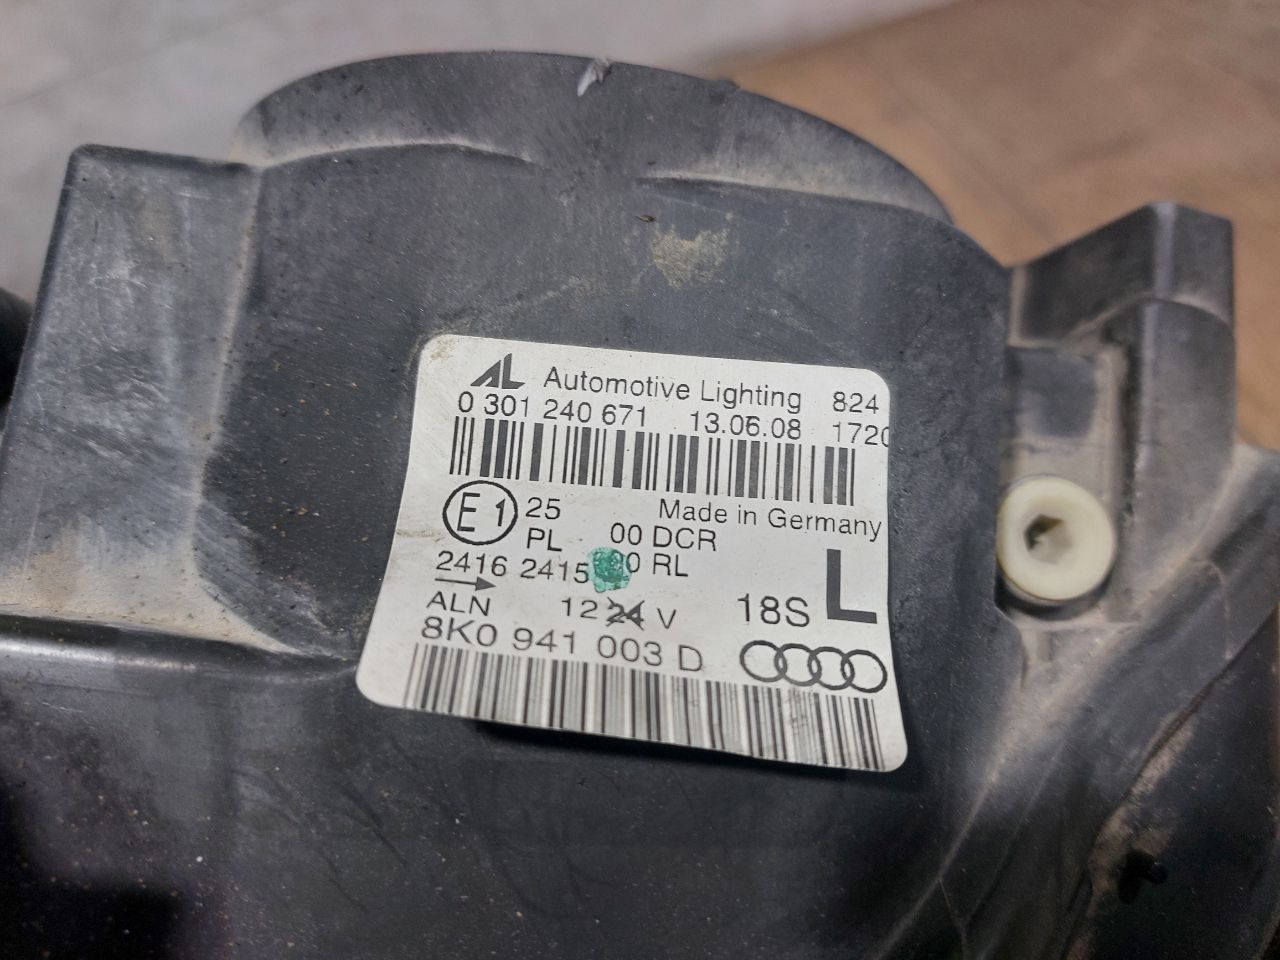 AL Automotive Lighting 824
0 301 240 671 13.06.08 1720
E1 25 Made in Germany
PL 00 DCR
2416 2415 00 RL L
ALN 12 24 V 18S
8K0 941 003 D